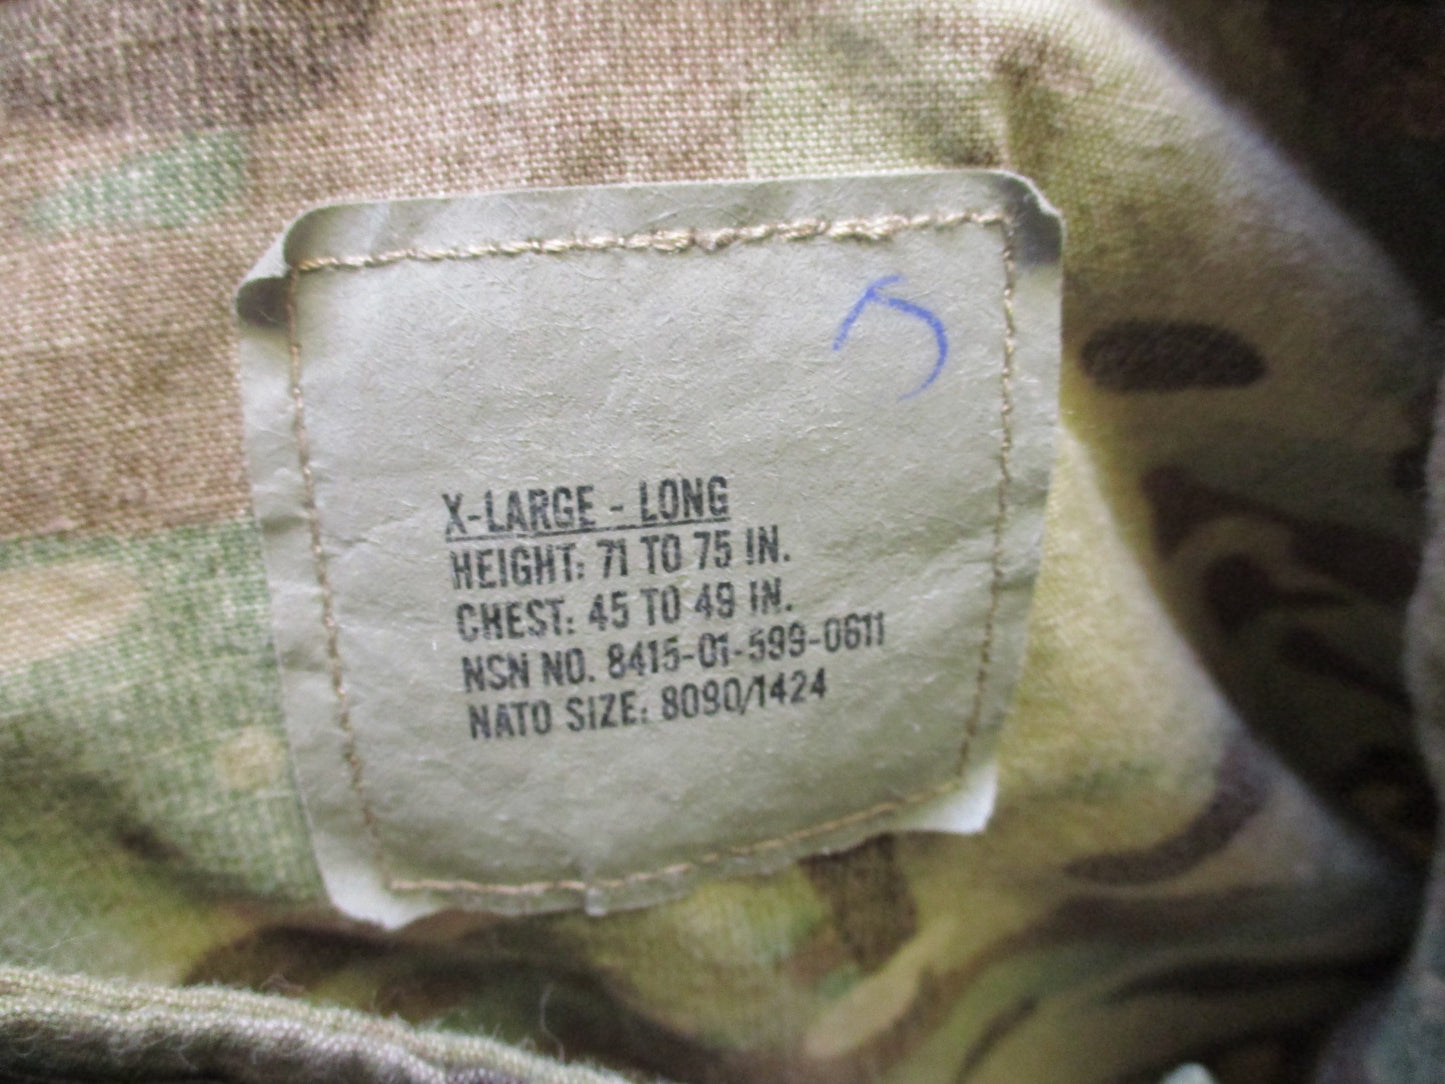 X-LARGE - LONG
HEIGHT: 71 TO 75 IN.
CHEST: 45 TO 49 IN.
NSN NO. 8415-01-599-0611
NATO SIZE: 8090/1424